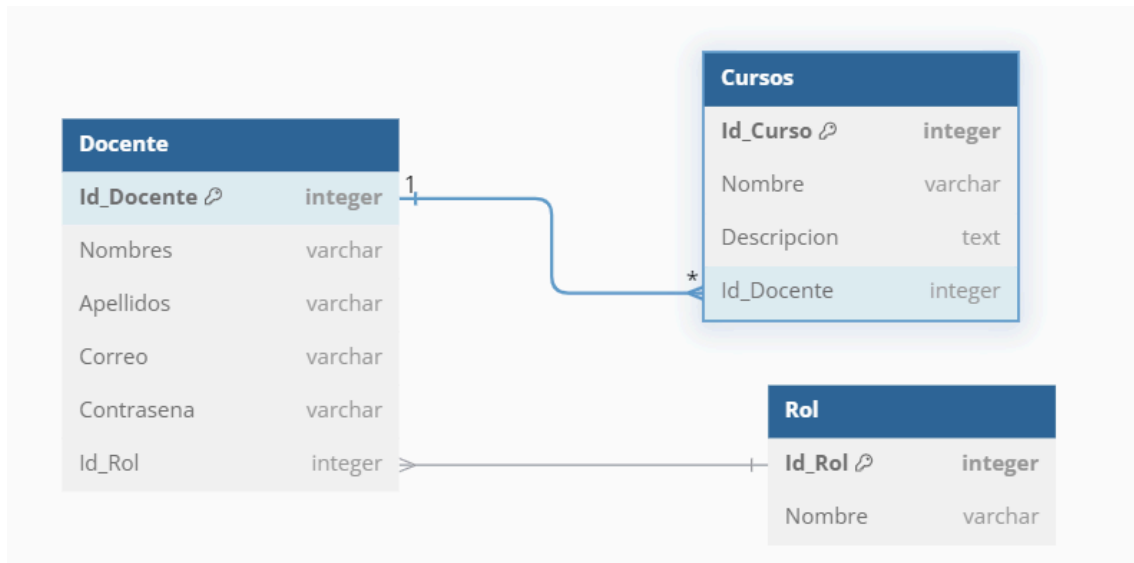 Docente
Id_Docente integer
Nombres varchar
Apellidos varchar
Correo varchar
Contrasena varchar
Id_Rol integer
1
*
Cursos
Id_Curso integer
Nombre varchar
Descripcion text
Id_Docente integer
Rol
Id_Rol integer
Nombre varchar